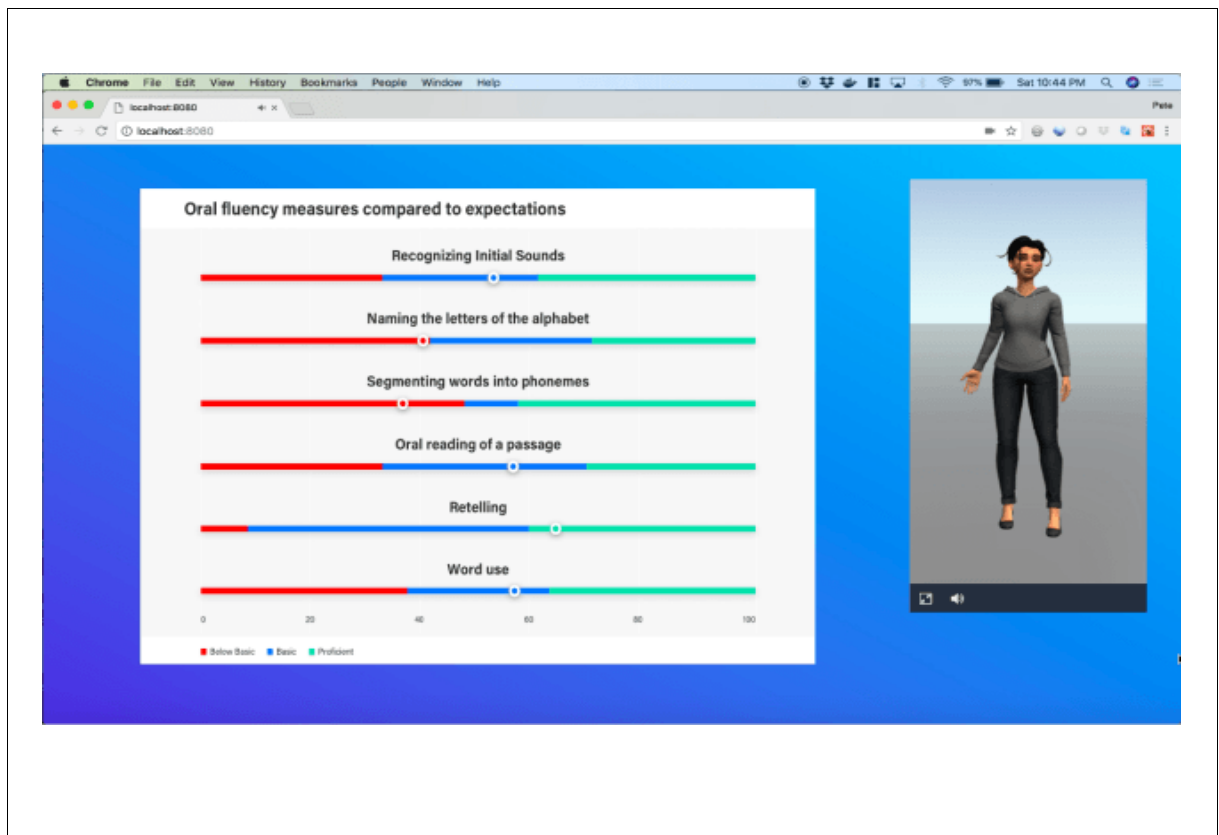 Chrome File Edit View History Bookmarks People Window Help 97% Sat 10:44 PM
localhost:8080 Pete
localhost:8080
Oral fluency measures compared to expectations
Recognizing Initial Sounds
Naming the letters of the alphabet
Segmenting words into phonemes
Oral reading of a passage
Retelling
Word use
0 20 40 60 80 100
Below Basic Basic Proficient